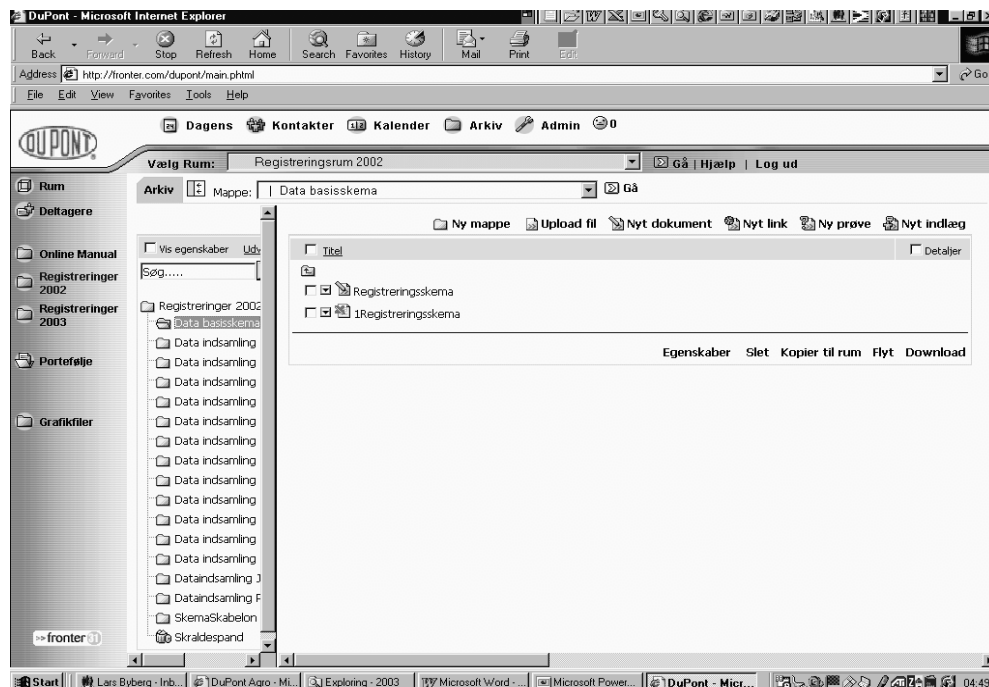 DuPont - Microsoft Internet Explorer
Back Forward Stop Refresh Home Search Favorites History Mail Print Edit
Address http://fronter.com/dupont/main.phtml Go
File Edit View Favorites Tools Help
DUPONT
Dagens Kontakter Kalender Arkiv Admin 0
Vælg Rum: Registreringsrum 2002 Gå | Hjælp | Log ud
Rum
Deltagere
Online Manual
Registreringer
2002
Registreringer
2003
Portefølje
Grafikfiler
fronter
Arkiv Mappe: | Data basisskema Gå
Vis egenskaber Udv
Søg.....
Registreringer 2002
Data basisskema
Data indsamling
Data indsamling
Data indsamling
Data indsamling
Data indsamling
Data indsamling
Data indsamling
Data indsamling
Data indsamling
Data indsamling
Data indsamling
Data indsamling
Dataindsamling J
Dataindsamling
SkemaSkabelon
Skraldespand
Ny mappe Upload fil Nyt dokument Nyt link Ny prøve Nyt indlæg
Titel Detaljer
Registreringsskema
1Registreringsskema
Egenskaber Slet Kopier til rum Flyt Download
Start Lars Byberg - Inb... DuPont Agro - Mi... Exploring - 2003 Microsoft Word - ... Microsoft Power... DuPont - Micr... 04:49